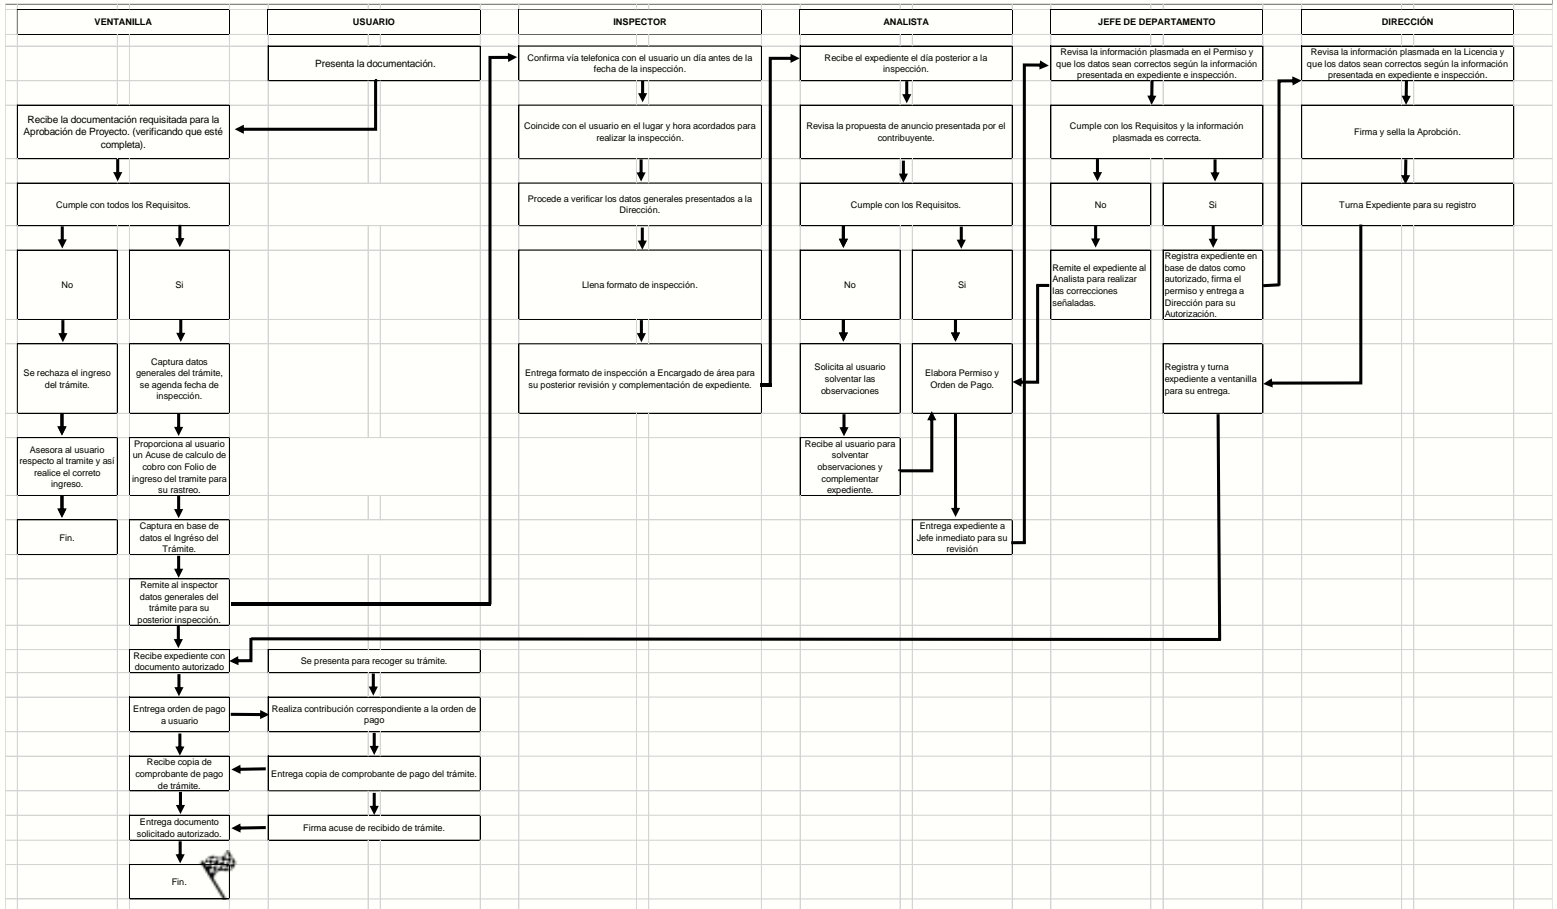 VENTANILLA
USUARIO
INSPECTOR
ANALISTA
JEFE DE DEPARTAMENTO
DIRECCIÓN
Presenta la documentación.
Confirma vía telefonica con el usuario un día antes de la
fecha de la inspección.
Recibe el expediente el día posterior a la
inspección.
Revisa la información plasmada en el Permiso y
que los datos sean correctos según la información
presentada en expediente e inspección.
Revisa la información plasmada en la Licencia y
que los datos sean correctos según la información
presentada en expediente e inspección.
Recibe la documentación requisitada para la
Aprobación de Proyecto. (verificando que esté
completa).
Coincide con el usuario en el lugar y hora acordados para
realizar la inspección.
Revisa la propuesta de anuncio presentada por el
contribuyente.
Cumple con los Requisitos y la información
plasmada es correcta.
Firma y sella la Aprobción.
Cumple con todos los Requisitos.
Procede a verificar los datos generales presentados a la
Dirección.
Cumple con los Requisitos.
No
Si
Turna Expediente para su registro
No
Si
Llena formato de inspección.
No
Si
Remite el expediente al
Analista para realizar
las correcciones
señaladas.
Registra expediente en
base de datos como
autorizado, firma el
permiso y entrega a
Dirección para su
Autorización.
Se rechaza el ingreso
del trámite.
Captura datos
generales del trámite,
se agenda fecha de
inspección.
Entrega formato de inspección a Encargado de área para
su posterior revisión y complementación de expediente.
Solicita al usuario
solventar las
observaciones
Elabora Permiso y
Orden de Pago.
Registra y turna
expediente a ventanilla
para su entrega.
Asesora al usuario
respecto al tramite y así
realice el correto
ingreso.
Proporciona al usuario
un Acuse de calculo de
cobro con Folio de
ingreso del tramite para
su rastreo.
Recibe al usuario para
solventar
observaciones y
complementar
expediente.
Fin.
Captura en base de
datos el Ingréso del
Trámite.
Entrega expediente a
Jefe inmediato para su
revisión
Remite al inspector
datos generales del
trámite para su
posterior inspección.
Recibe expediente con
documento autorizado
Se presenta para recoger su trámite.
Entrega orden de pago
a usuario
Realiza contribución correspondiente a la orden de
pago
Recibe copia de
comprobante de pago
de trámite.
Entrega copia de comprobante de pago del trámite.
Entrega documento
solicitado autorizado.
Firma acuse de recibido de trámite.
Fin.